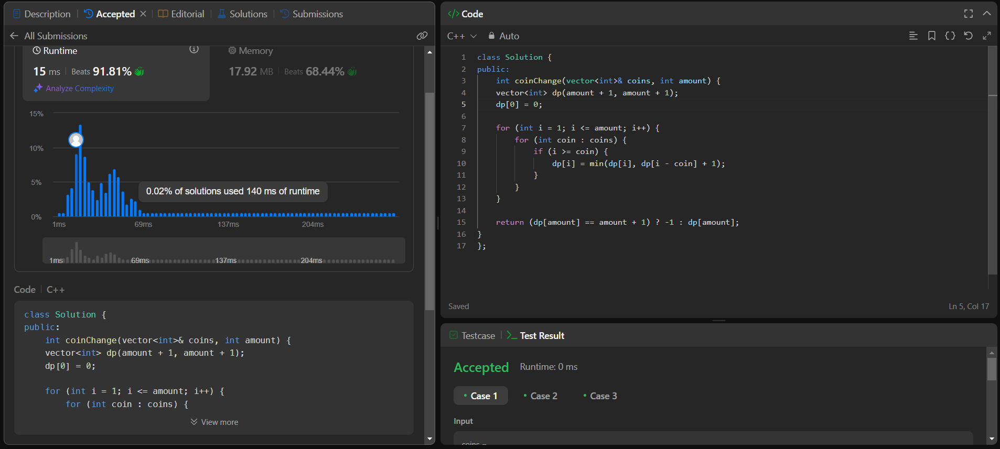 Description
Accepted
Editorial
Solutions
Submissions
All Submissions
Runtime
Memory
15 ms
Beats 91.81%
17.92 MB
Beats 68.44%
Analyze Complexity
15%
10%
5%
0%
0.02% of solutions used 140 ms of runtime
1ms
69ms
137ms
204ms
1ms
69ms
137ms
204ms
Code
C++
class Solution {
public:
    int coinChange(vector<int>& coins, int amount) {
    vector<int> dp(amount + 1, amount + 1);
    dp[0] = 0;
    for (int i = 1; i <= amount; i++) {
        for (int coin : coins) {
View more
</> Code
C++
Auto
1 class Solution {
2 public:
3     int coinChange(vector<int>& coins, int amount) {
4     vector<int> dp(amount + 1, amount + 1);
5     dp[0] = 0;
6
7     for (int i = 1; i <= amount; i++) {
8         for (int coin : coins) {
9             if (i >= coin) {
10                 dp[i] = min(dp[i], dp[i - coin] + 1);
11             }
12         }
13     }
14
15     return (dp[amount] == amount + 1) ? -1 : dp[amount];
16 }
17 };
Saved
Ln 5, Col 17
Testcase
Test Result
Accepted
Runtime: 0 ms
Case 1
Case 2
Case 3
Input
coins =